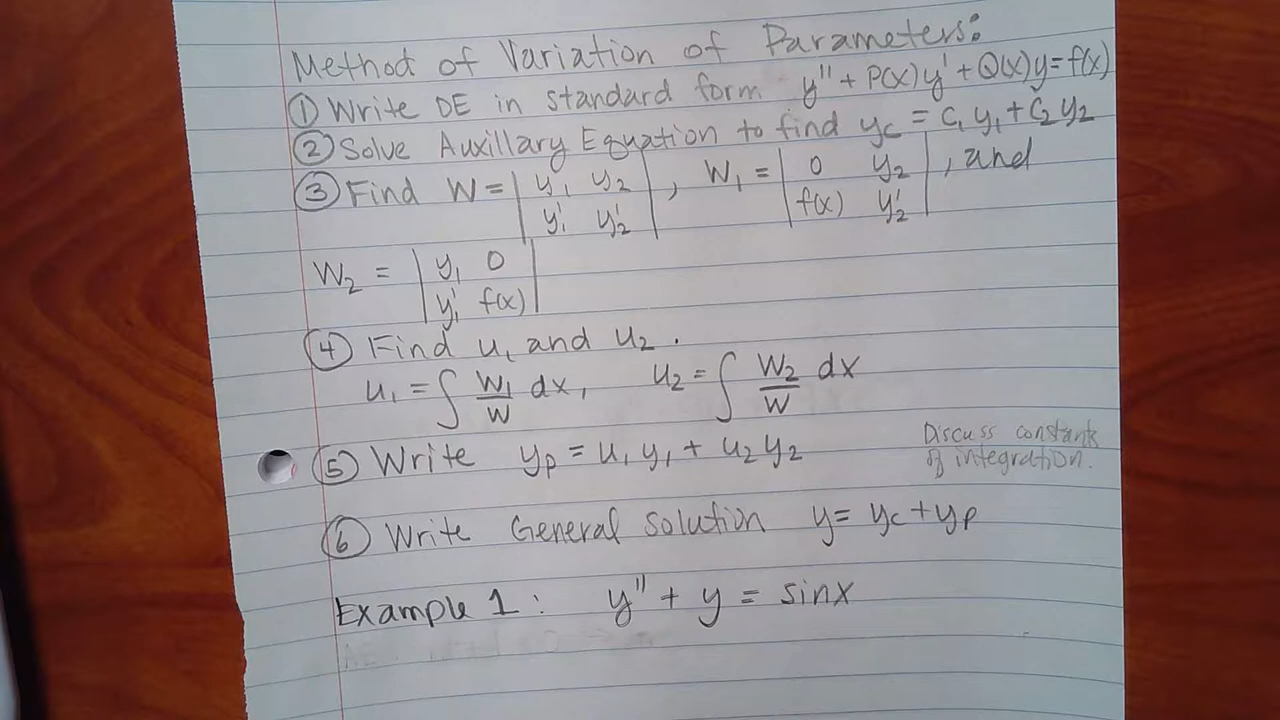 Method of Variation of Parameters:
① Write DE in standard form y'' + P(x)y' + Q(x)y = f(x)
② Solve Auxillary Equation to find yc = C₁y₁ + C₂y₂
③ Find W = | y₁ y₂ | , W₁ = | 0 y₂ | , and
| y₁' y₂' | | f(x) y₂' |
W₂ = | y₁ 0 |
| y₁' f(x) |
④ Find u₁ and u₂ .
u₁ = ∫ W₁/W dx, u₂ = ∫ W₂/W dx
⑤ Write yp = u₁y₁ + u₂y₂
Discuss constants
of integration.
⑥ Write General solution y = yc + yp
Example 1: y'' + y = sinx